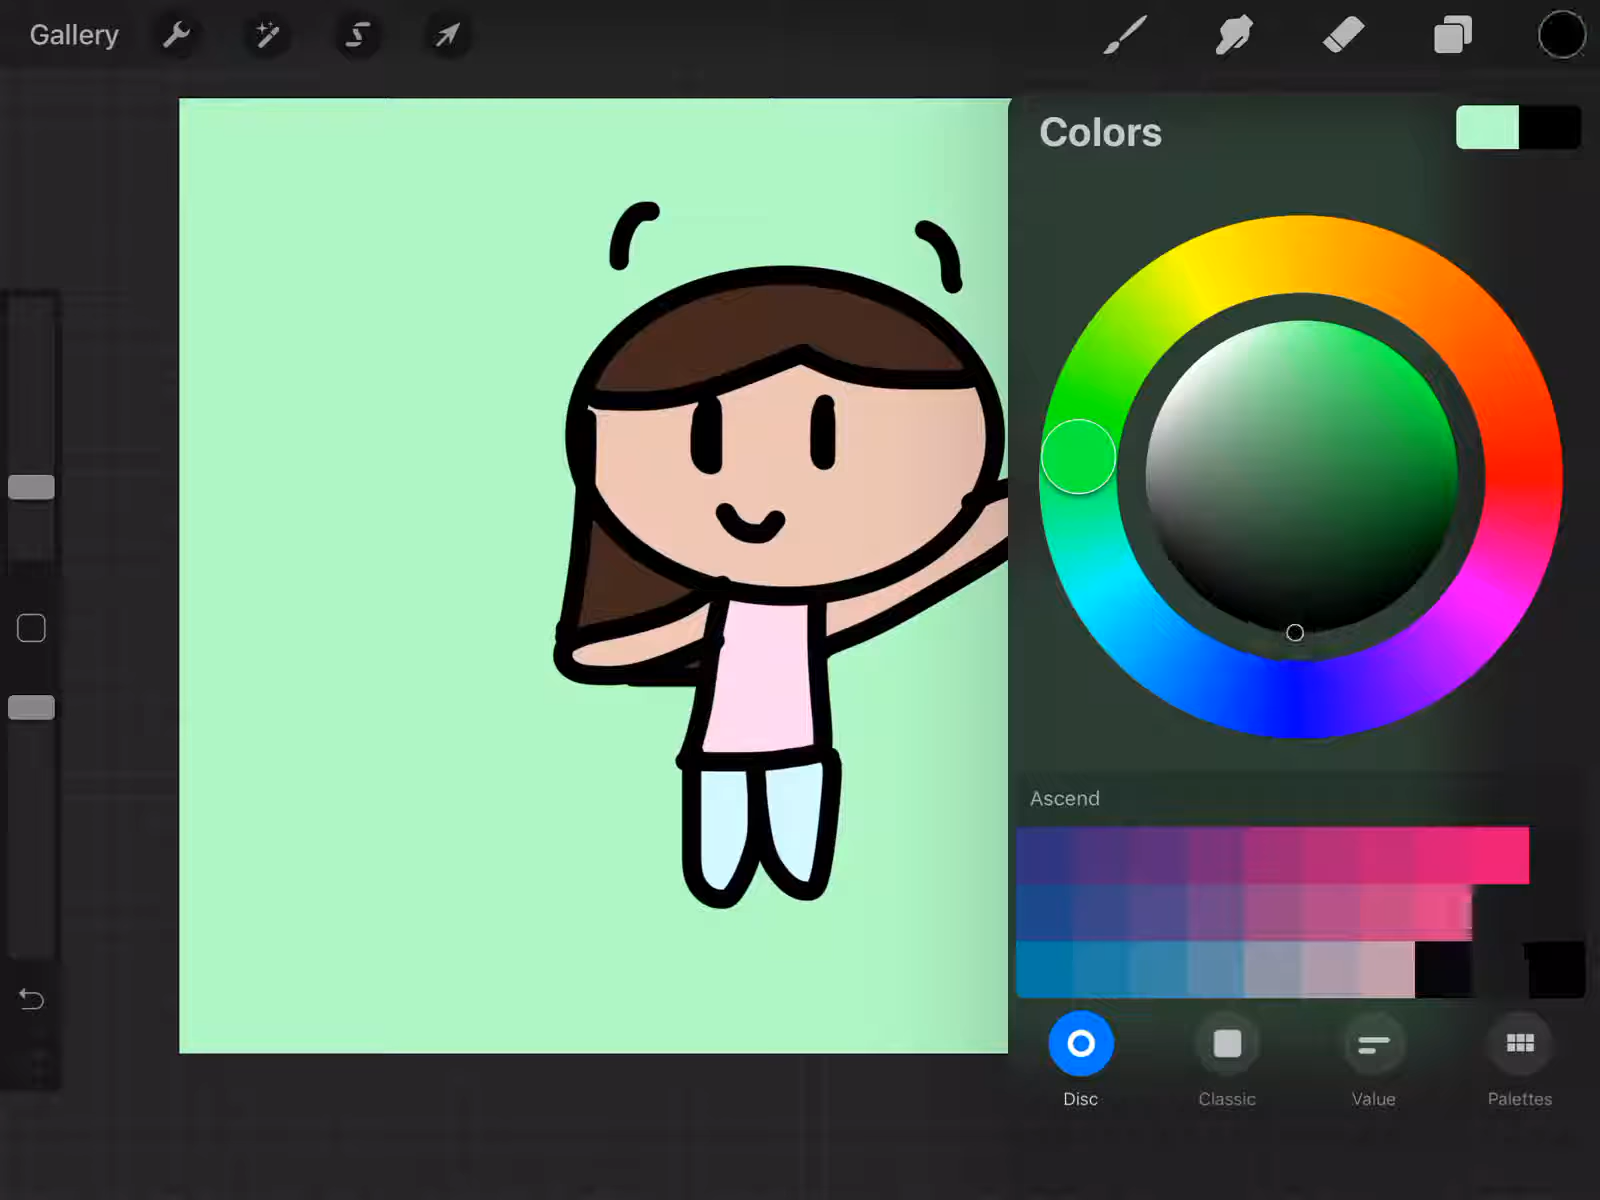 Gallery
Colors
Ascend
Disc
Classic
Value
Palettes